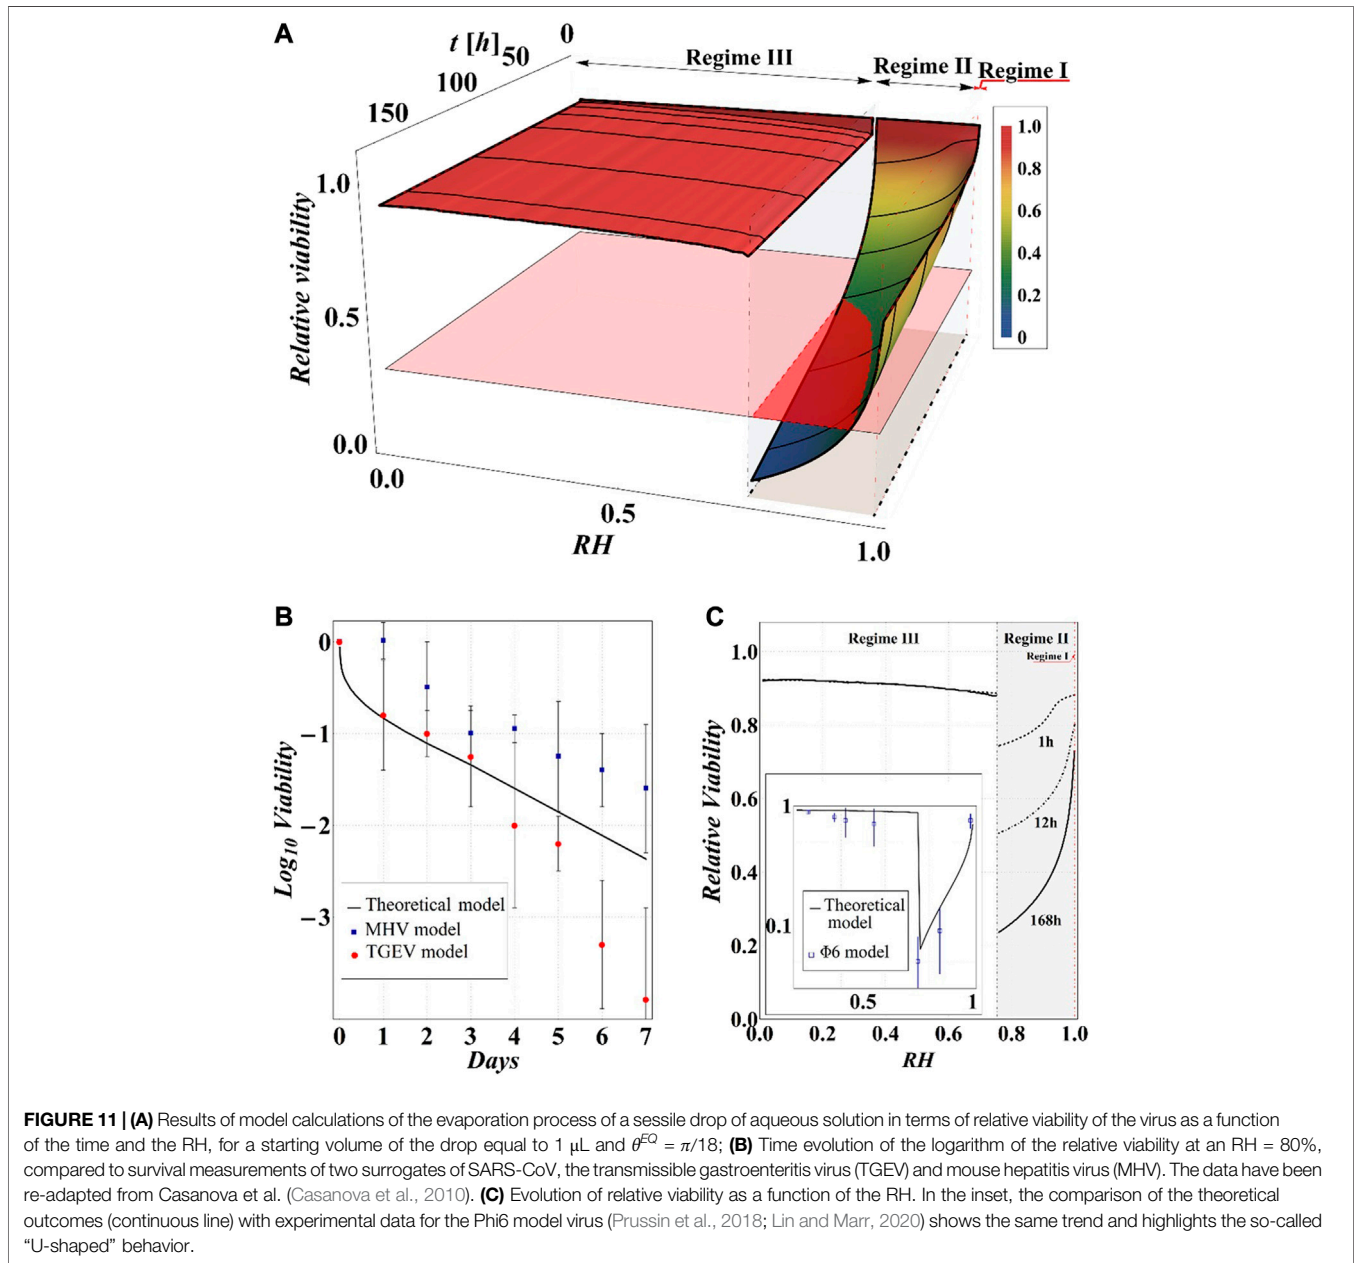 A
t [h]
0
50
100
150
Regime III
Regime II
Regime I
1.0
0.8
0.6
0.4
0.2
0
Relative viability
1.0
0.5
0.0
0.0
0.5
1.0
RH
B
Log10 Viability
0
−1
−2
−3
Theoretical model
MHV model
TGEV model
0 1 2 3 4 5 6 7
Days
C
Relative Viability
1.0
0.8
0.6
0.4
0.2
0.0
Regime III
Regime II
Regime I
1h
12h
168h
1
0.1
Theoretical
model
Φ6 model
0.5 1
0.0 0.2 0.4 0.6 0.8 1.0
RH
FIGURE 11 | (A) Results of model calculations of the evaporation process of a sessile drop of aqueous solution in terms of relative viability of the virus as a function
of the time and the RH, for a starting volume of the drop equal to 1 μL and θ^EQ = π/18; (B) Time evolution of the logarithm of the relative viability at an RH = 80%,
compared to survival measurements of two surrogates of SARS-CoV, the transmissible gastroenteritis virus (TGEV) and mouse hepatitis virus (MHV). The data have been
re-adapted from Casanova et al. (Casanova et al., 2010). (C) Evolution of relative viability as a function of the RH. In the inset, the comparison of the theoretical
outcomes (continuous line) with experimental data for the Phi6 model virus (Prussin et al., 2018; Lin and Marr, 2020) shows the same trend and highlights the so-called
“U-shaped” behavior.